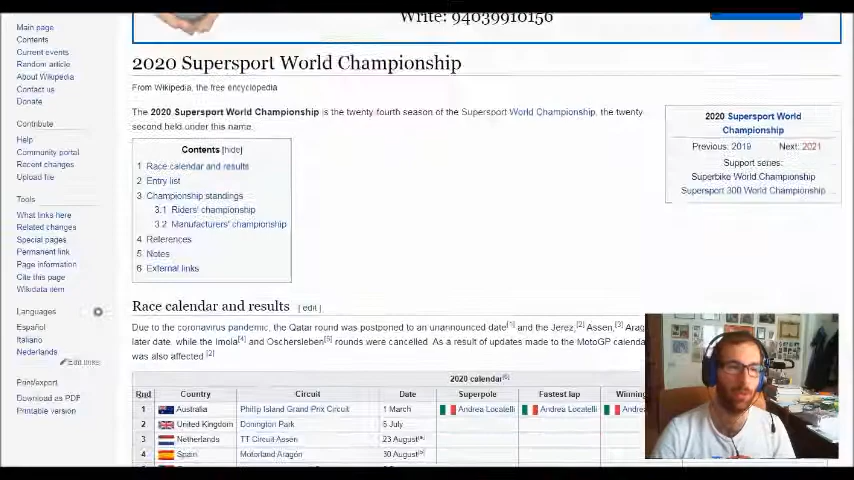 Write: 94039910156
Main page
Contents
Current events
Random article
About Wikipedia
Contact us
Donate
Contribute
Help
Community portal
Recent changes
Upload file
Tools
What links here
Related changes
Special pages
Permanent link
Page information
Cite this page
Wikidata item
Languages
Español
Italiano
Nederlands
Edit links
Print/export
Download as PDF
Printable version
2020 Supersport World Championship
From Wikipedia, the free encyclopedia
The 2020 Supersport World Championship is the twenty fourth season of the Supersport World Championship, the twenty
second held under this name.
Contents [hide]
1 Race calendar and results
2 Entry list
3 Championship standings
3.1 Riders' championship
3.2 Manufacturers' championship
4 References
5 Notes
6 External links
2020 Supersport World
Championship
Previous: 2019 Next: 2021
Support series:
Superbike World Championship
Supersport 300 World Championship
Race calendar and results [ edit ]
Due to the coronavirus pandemic, the Qatar round was postponed to an unannounced date[1] and the Jerez,[2] Assen,[3] Arag
later date, while the Imola[4] and Oschersleben[5] rounds were cancelled. As a result of updates made to the MotoGP calenda
was also affected.[2]
2020 calendar[6]
Rnd Country Circuit Date Superpole Fastest lap Winning
1 Australia Phillip Island Grand Prix Circuit 1 March Andrea Locatelli Andrea Locatelli Andrea
2 United Kingdom Donington Park 5 July
3 Netherlands TT Circuit Assen 23 August
4 Spain Motorland Aragón 30 August